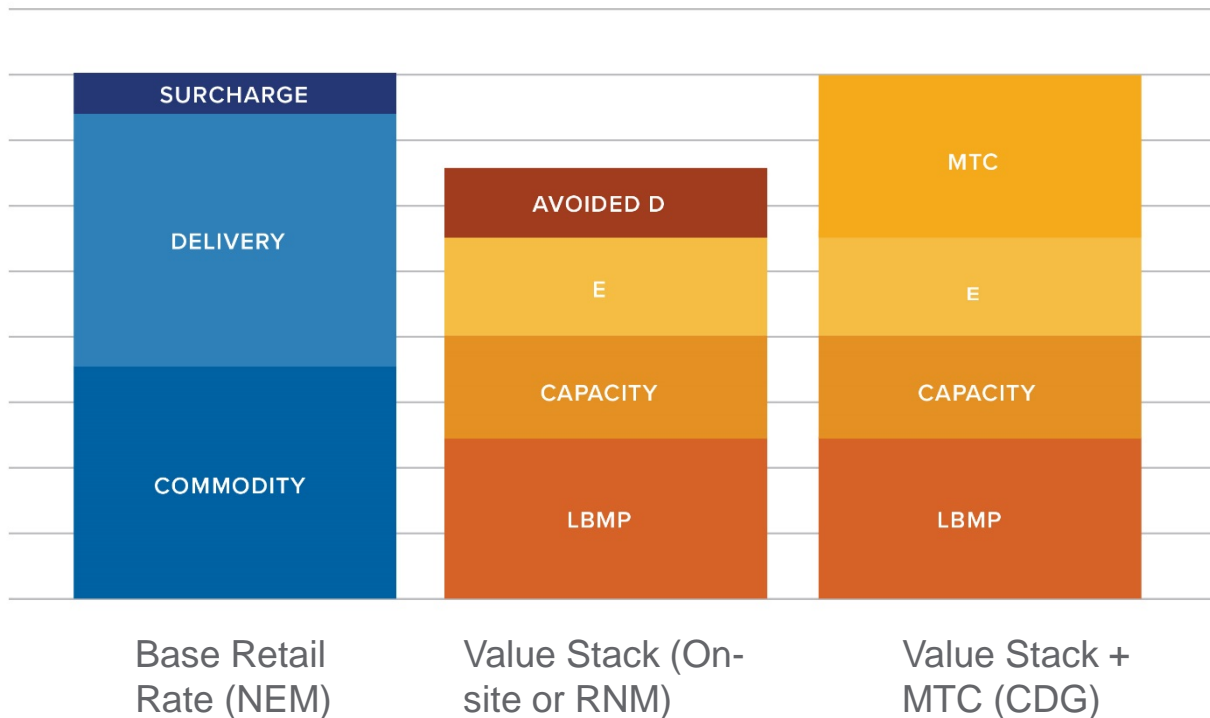 SURCHARGE
DELIVERY
COMMODITY
AVOIDED D
E
CAPACITY
LBMP
MTC
E
CAPACITY
LBMP
Base Retail
Rate (NEM)
Value Stack (On-
site or RNM)
Value Stack +
MTC (CDG)